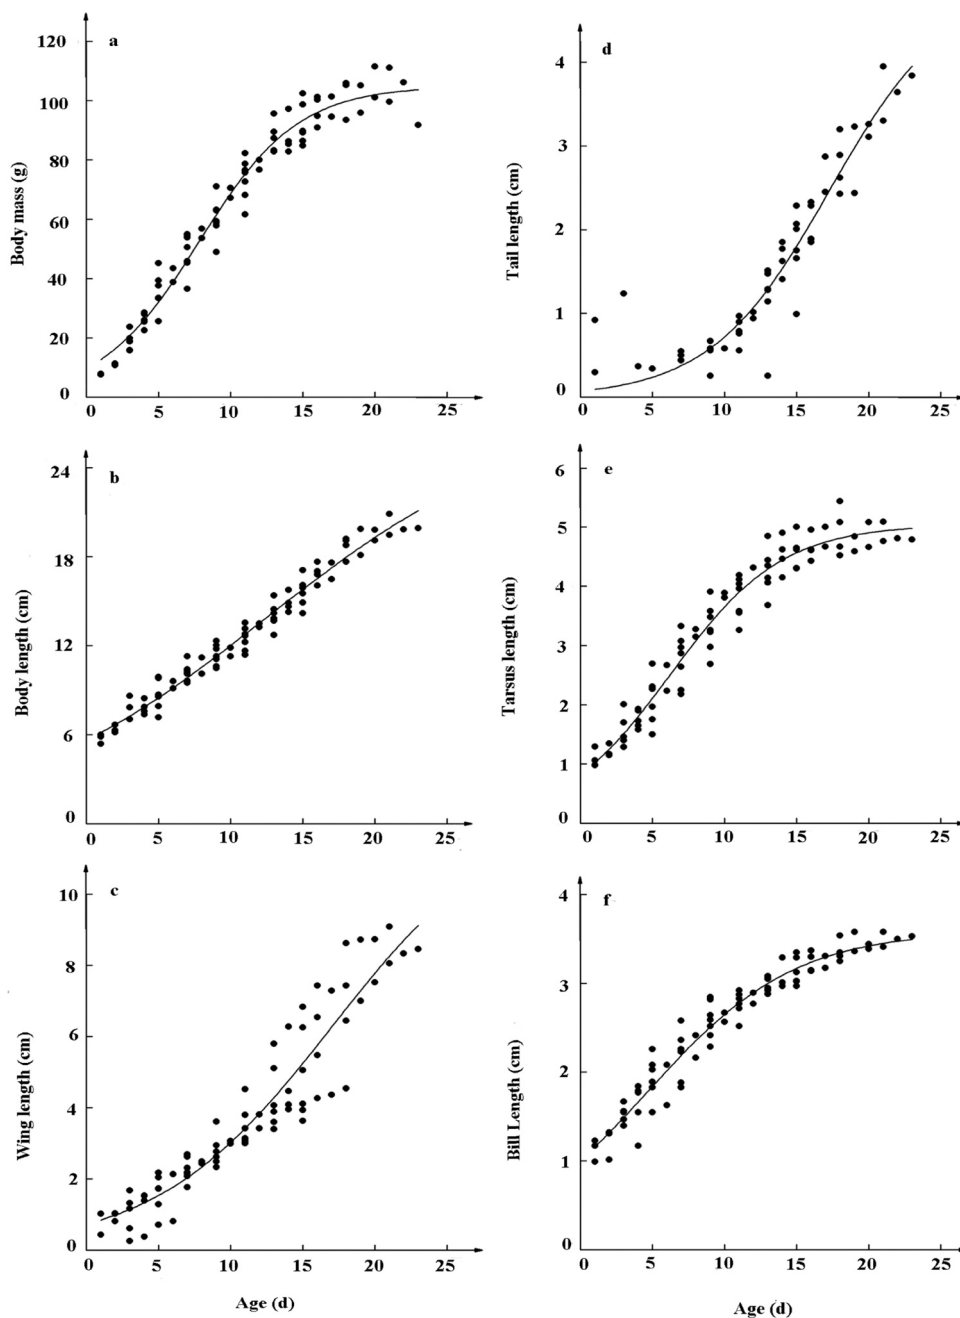 a
120
100
80
60
40
20
0
0 5 10 15 20 25
Body mass (g)
d
4
3
2
1
0
0 5 10 15 20 25
Tail length (cm)
b
24
18
12
6
0
0 5 10 15 20 25
Body length (cm)
e
6
5
4
3
2
1
0
0 5 10 15 20 25
Tarsus length (cm)
c
10
8
6
4
2
0
0 5 10 15 20 25
Wing length (cm)
Age (d)
f
4
3
2
1
0
0 5 10 15 20 25
Bill Length (cm)
Age (d)